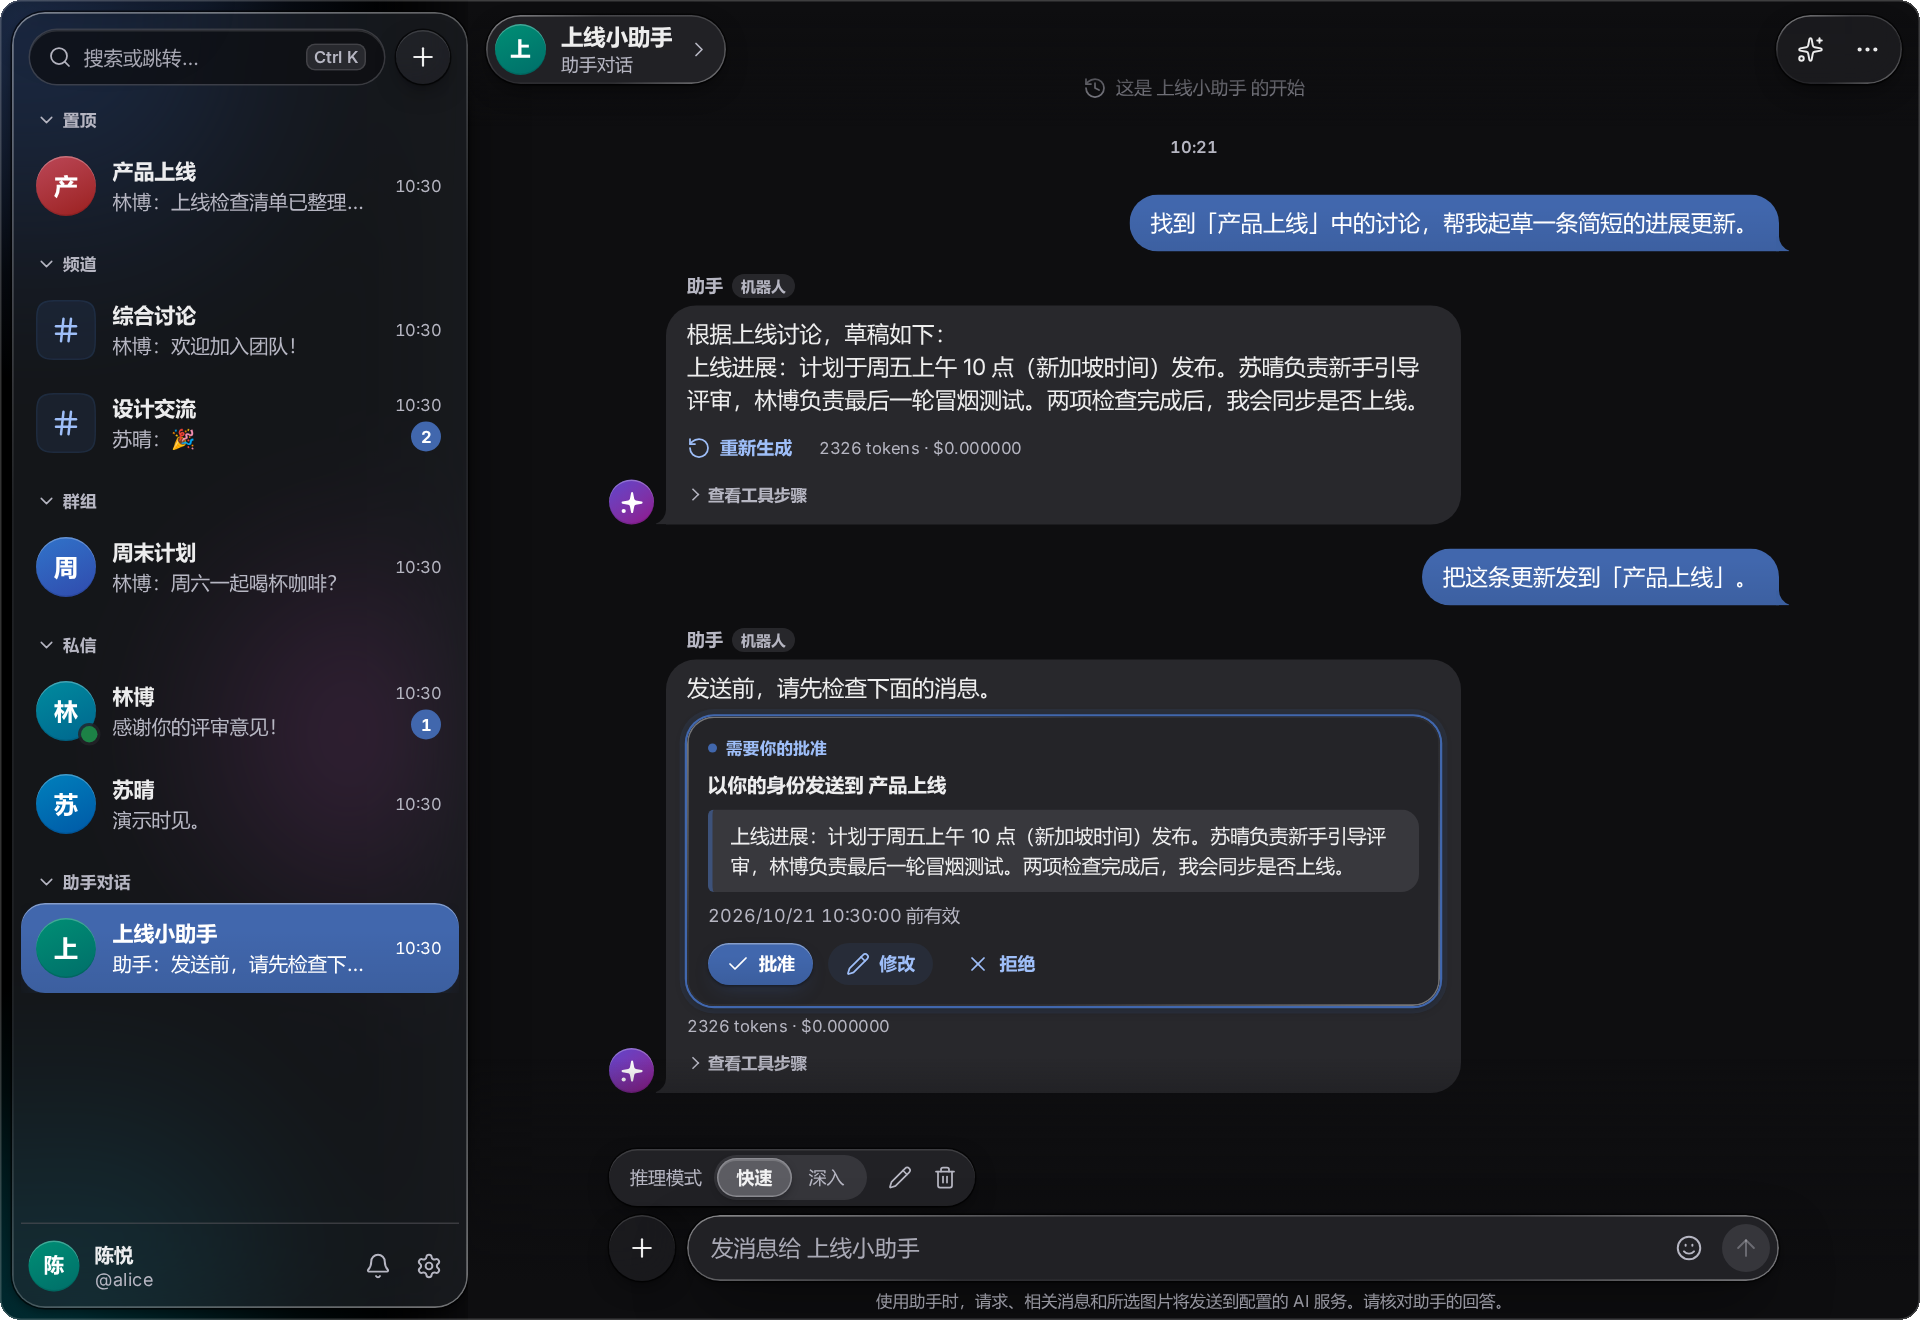 搜索或跳转...
Ctrl K
置顶
产
产品上线
林博：上线检查清单已整理...
10:30
频道
综合讨论
林博：欢迎加入团队！
10:30
设计交流
苏晴：🎉
10:30
2
群组
周
周末计划
林博：周六一起喝杯咖啡？
10:30
私信
林
林博
感谢你的评审意见！
10:30
1
苏
苏晴
演示时见。
10:30
助手对话
上
上线小助手
助手：发送前，请先检查下...
10:30
陈
陈悦
@alice
上
上线小助手
助手对话
这是 上线小助手 的开始
10:21
找到「产品上线」中的讨论，帮我起草一条简短的进展更新。
助手 机器人
根据上线讨论，草稿如下：
上线进展：计划于周五上午 10 点（新加坡时间）发布。苏晴负责新手引导
评审，林博负责最后一轮冒烟测试。两项检查完成后，我会同步是否上线。
重新生成 2326 tokens · $0.000000
查看工具步骤
把这条更新发到「产品上线」。
助手 机器人
发送前，请先检查下面的消息。
需要你的批准
以你的身份发送到 产品上线
上线进展：计划于周五上午 10 点（新加坡时间）发布。苏晴负责新手引导评
审，林博负责最后一轮冒烟测试。两项检查完成后，我会同步是否上线。
2026/10/21 10:30:00 前有效
批准 修改 拒绝
2326 tokens · $0.000000
查看工具步骤
推理模式 快速 深入
发消息给 上线小助手
使用助手时，请求、相关消息和所选图片将发送到配置的 AI 服务。请核对助手的回答。